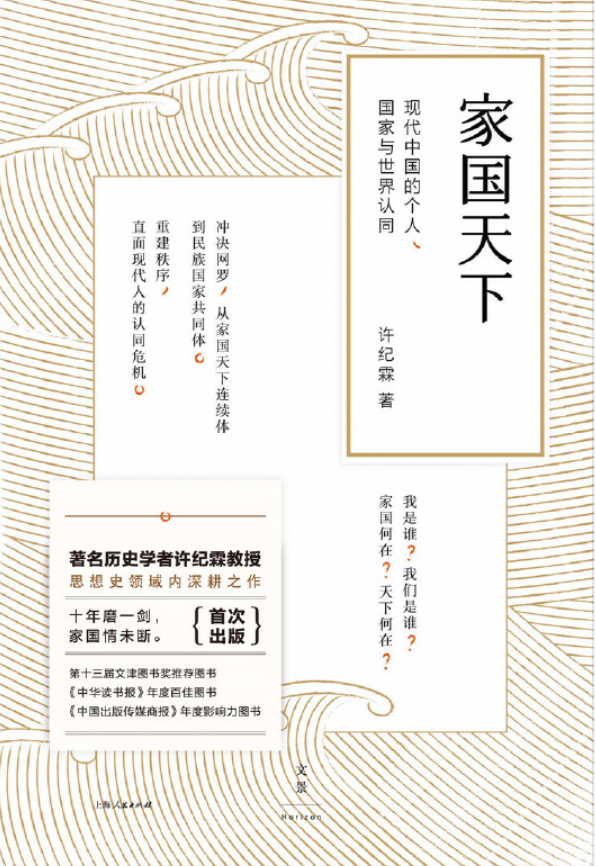 家国天下
现代中国的个人、
国家与世界认同
许纪霖 著
冲决网罗，从家国天下连续体
到民族国家共同体。
重建秩序，
直面现代人的认同危机。
我是谁？我们是谁？
家国何在？天下何在？
著名历史学者许纪霖教授
思想史领域内深耕之作
十年磨一剑，
家国情未断。
{首次
出版}
第十三届文津图书奖推荐图书
《中华读书报》年度百佳图书
《中国出版传媒商报》年度影响力图书
文景
Horizon
上海人民出版社